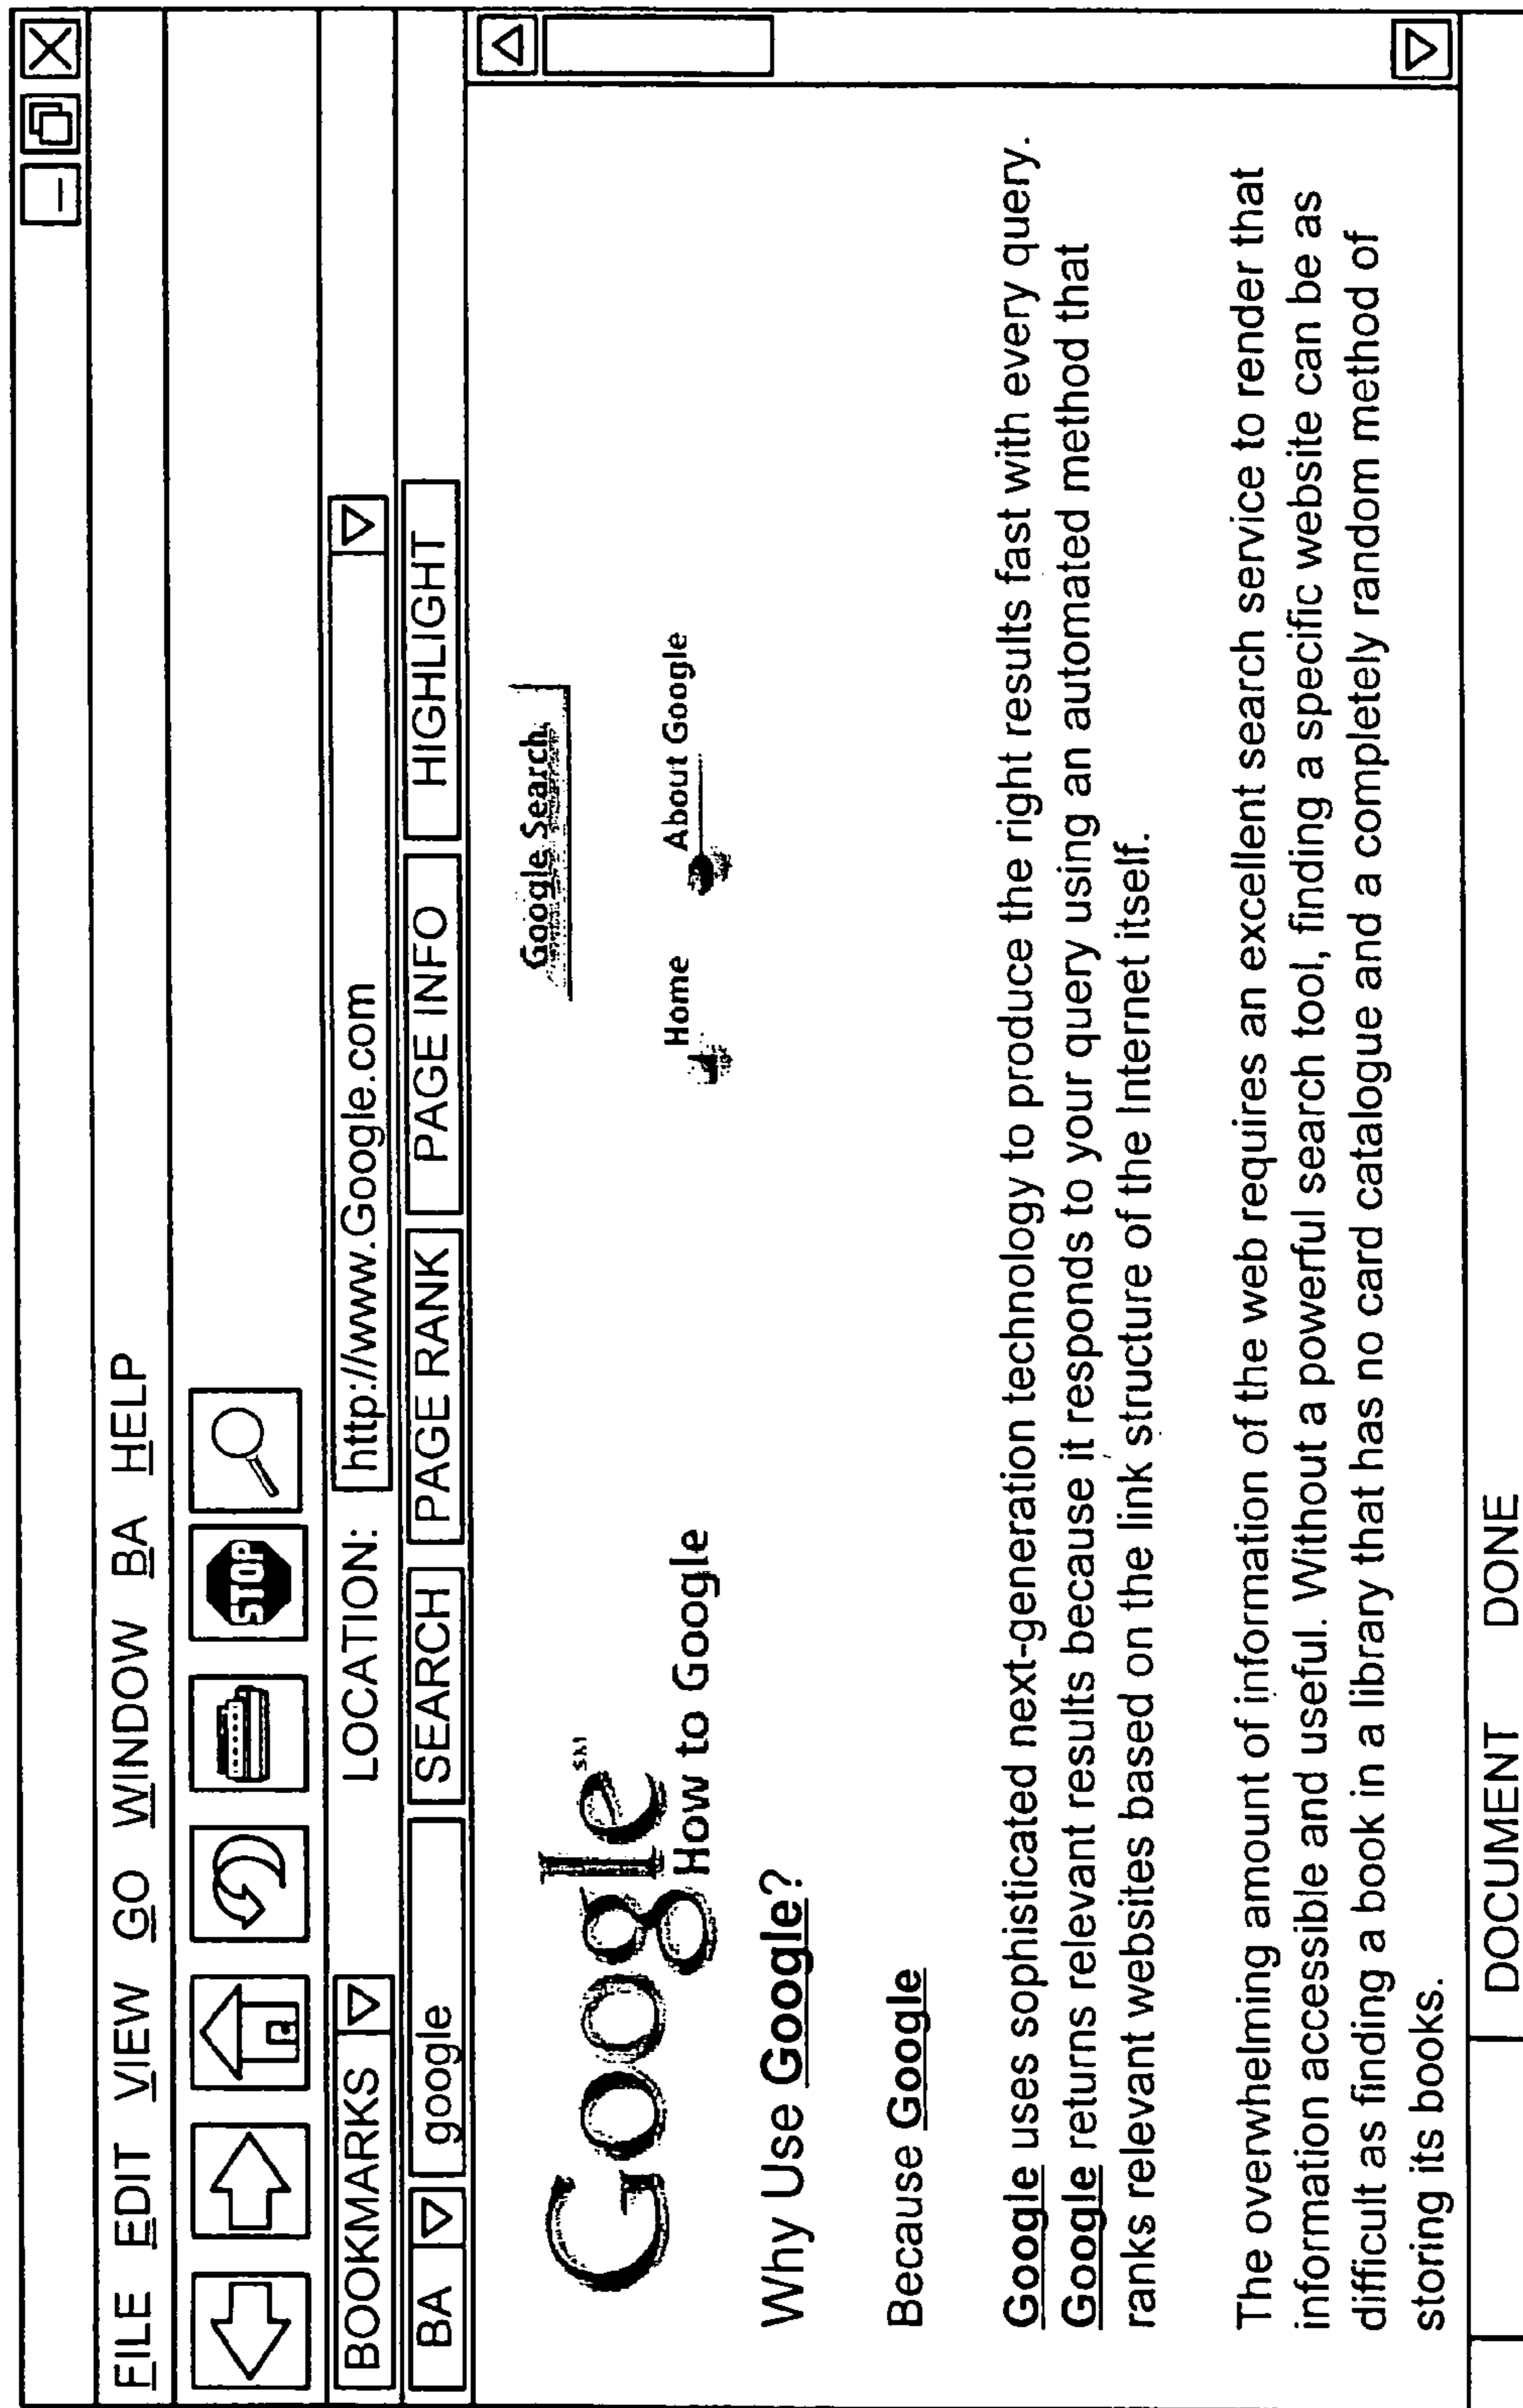 FILE EDIT VIEW GO WINDOW BA HELP
STOP
BOOKMARKS LOCATION: http://www.Google.com
BA google SEARCH PAGE RANK PAGE INFO HIGHLIGHT
Google SM Google Search
How to Google Home About Google
Why Use Google?
Because Google
Google uses sophisticated next-generation technology to produce the right results fast with every query.
Google returns relevant results because it responds to your query using an automated method that
ranks relevant websites based on the link structure of the Internet itself.
The overwhelming amount of information of the web requires an excellent search service to render that
information accessible and useful. Without a powerful search tool, finding a specific website can be as
difficult as finding a book in a library that has no card catalogue and a completely random method of
storing its books.
DOCUMENT DONE